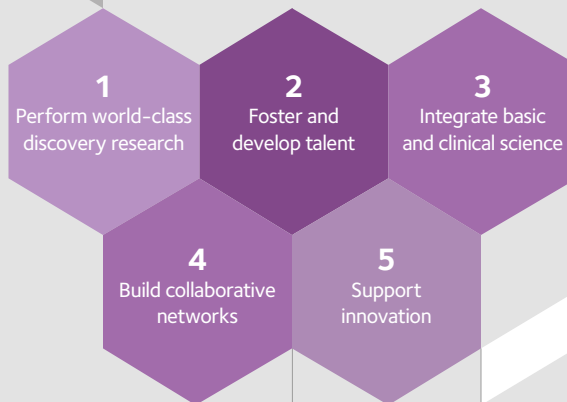 1
Perform world-class
discovery research
2
Foster and
develop talent
3
Integrate basic
and clinical science
4
Build collaborative
networks
5
Support
innovation